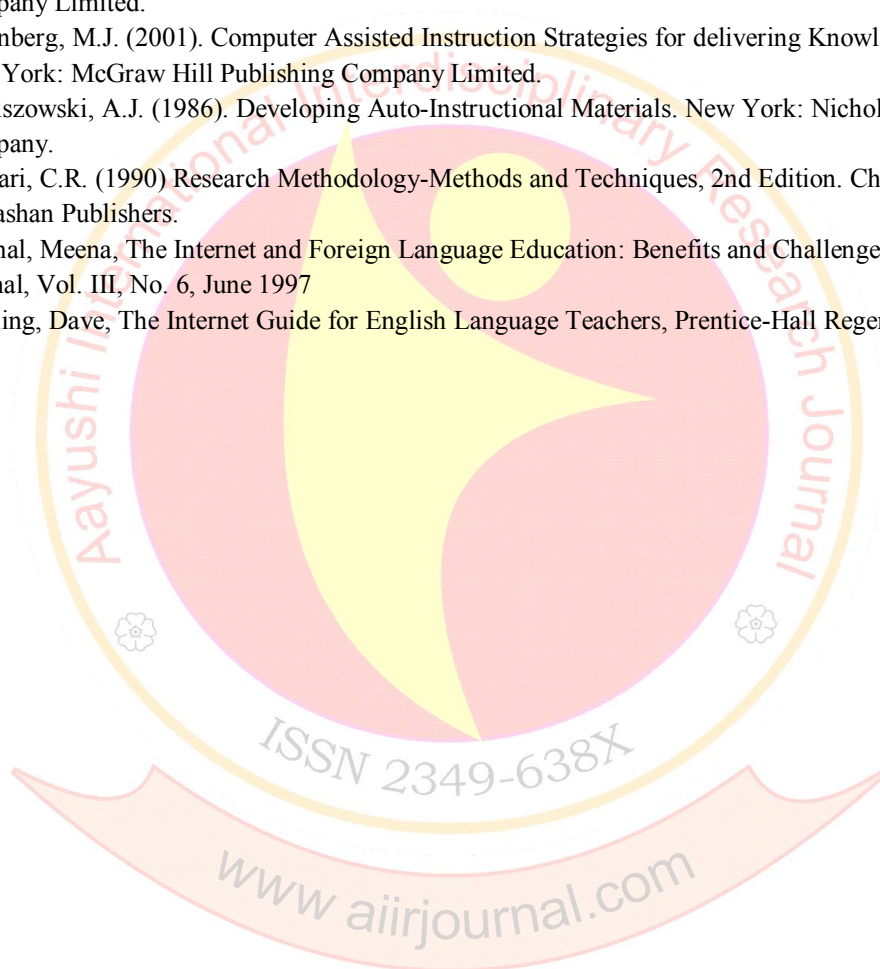 pany Limited.
nberg, M.J. (2001). Computer Assisted Instruction Strategies for delivering Knowl
York: McGraw Hill Publishing Company Limited.
szowski, A.J. (1986). Developing Auto-Instructional Materials. New York: Nichol
pany.
ari, C.R. (1990) Research Methodology-Methods and Techniques, 2nd Edition. Ch
ashan Publishers.
nal, Meena, The Internet and Foreign Language Education: Benefits and Challenge
nal, Vol. III, No. 6, June 1997
ling, Dave, The Internet Guide for English Language Teachers, Prentice-Hall Regen
Aayushi International Interdisciplinary Research Journal
ISSN 2349-638X
www aiirjournal.com